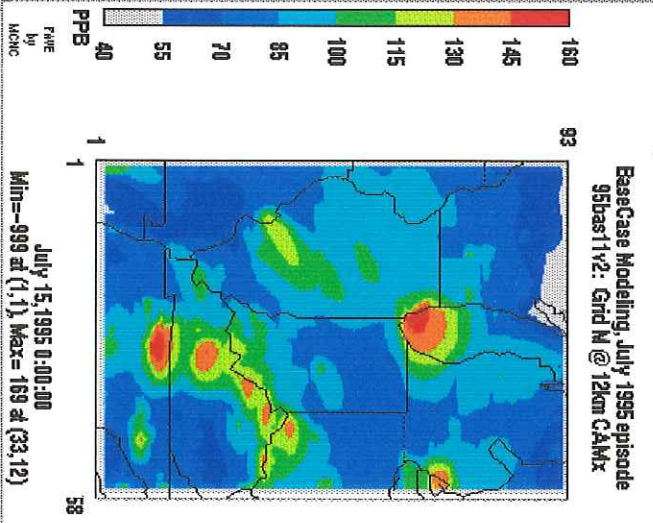 BaseCase Modeling, July 1995 episode
95bas11v2: Grid M @ 12km CAMx
160
145
130
115
100
85
70
55
40
PPB
PAVE
by
MCNC
93
1
1
58
July 15,1995 0:00:00
Min=-999 at (1,1), Max= 169 at (33,12)